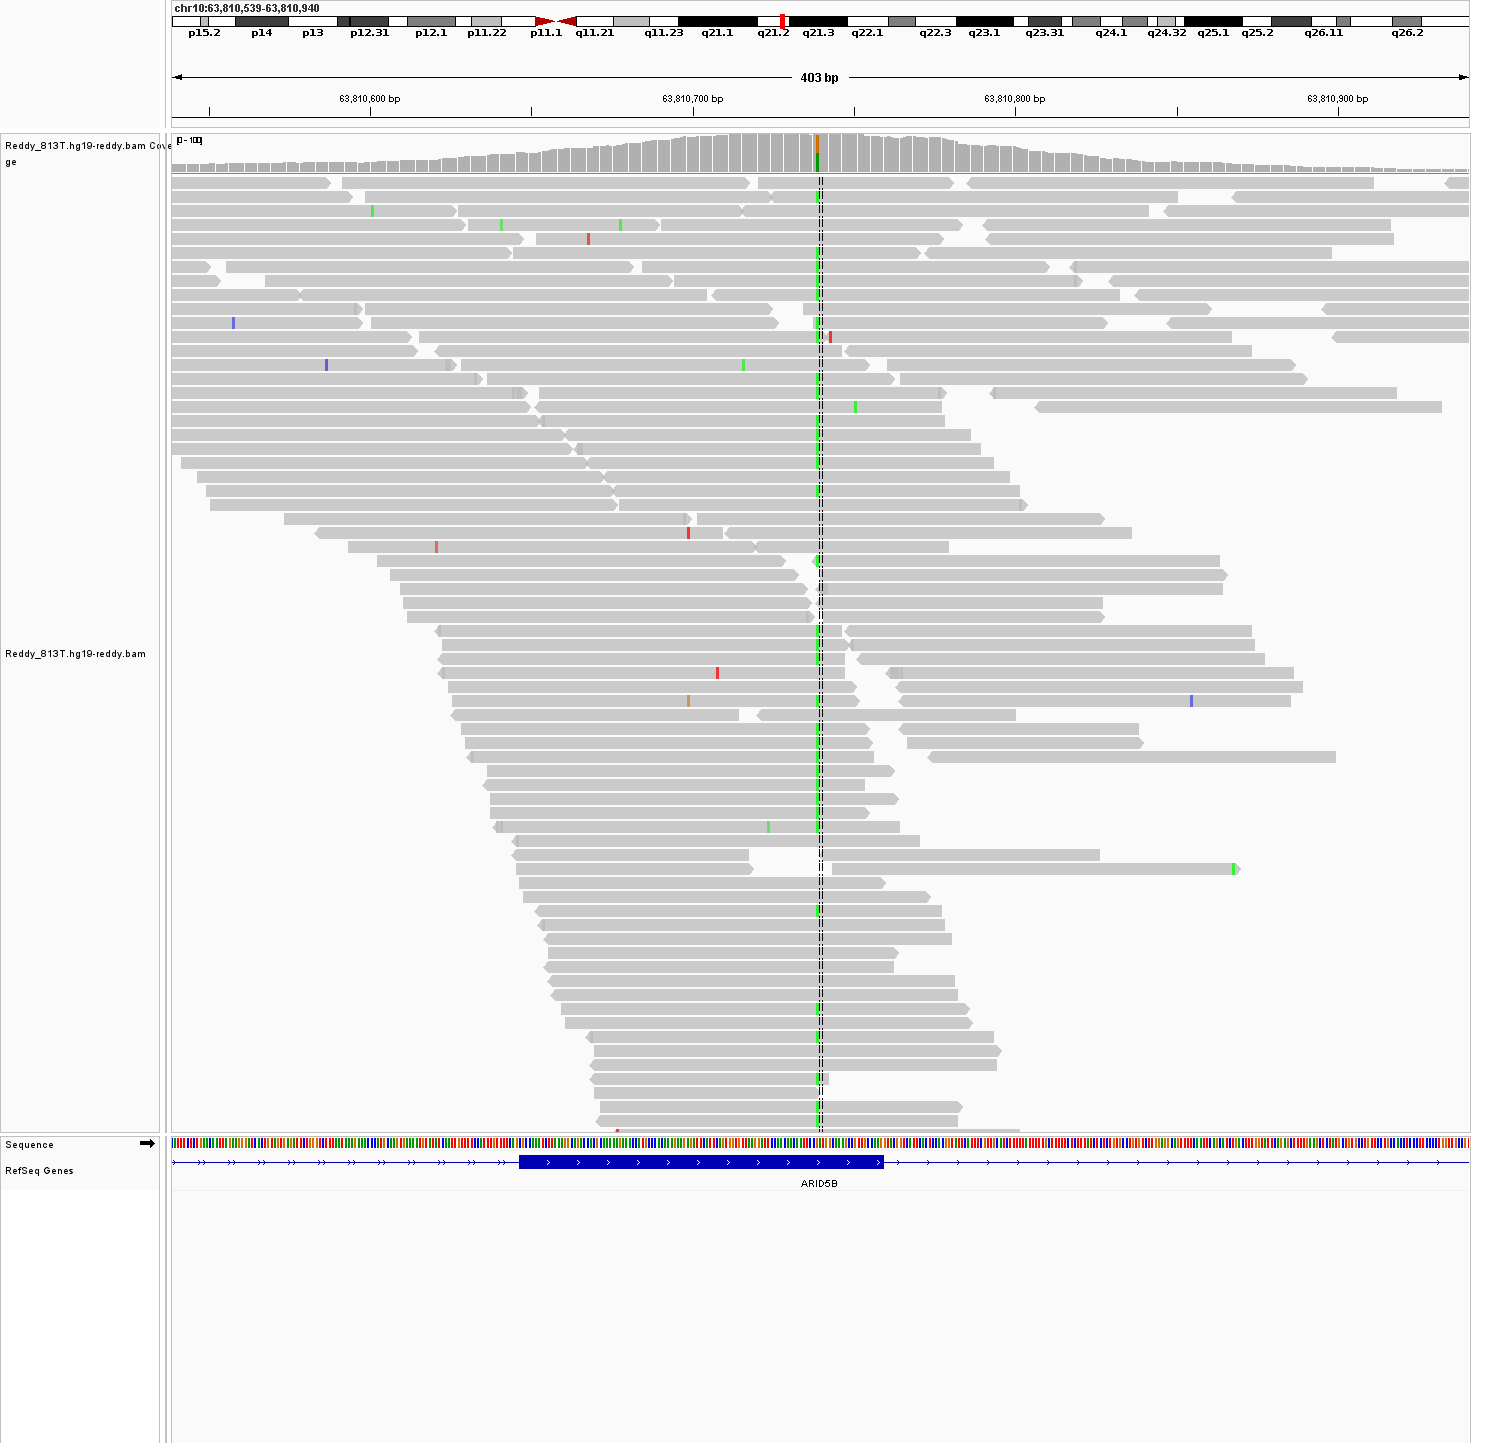 chr10:63,810,539-63,810,940
p15.2 p14 p13 p12.31 p12.1 p11.22 p11.1 q11.21 q11.23 q21.1 q21.2 q21.3 q22.1 q22.3 q23.1 q23.31 q24.1 q24.32 q25.1 q25.2 q26.11 q26.2
403 bp
63,810,600 bp 63,810,700 bp 63,810,800 bp 63,810,900 bp
Reddy_813T.hg19-reddy.bam Cove
ge
Reddy_813T.hg19-reddy.bam
Sequence
RefSeq Genes
ARID5B